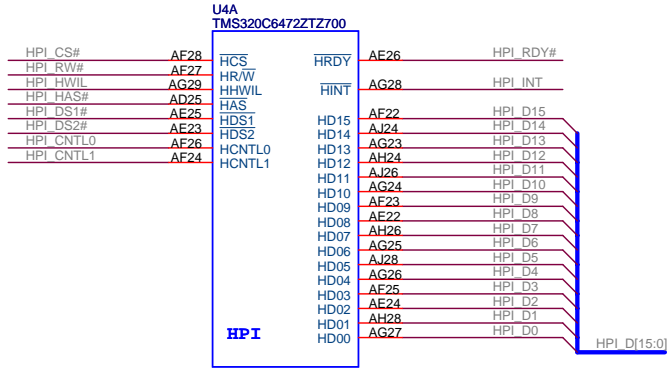 U4A
TMS320C6472ZTZ700
HPI_CS# AF28 HCS HRDY AE26 HPI_RDY#
HPI_RW# AF27 HR/W
HPI_HWIL AG29 HHWIL HINT AG28 HPI_INT
HPI_HAS# AD25 HAS
HPI_DS1# AE25 HDS1 HD15 AF22 HPI_D15
HPI_DS2# AE23 HDS2 HD14 AJ24 HPI_D14
HPI_CNTL0 AF26 HCNTL0 HD13 AG23 HPI_D13
HPI_CNTL1 AF24 HCNTL1 HD12 AH24 HPI_D12
HD11 AJ26 HPI_D11
HD10 AG24 HPI_D10
HD09 AF23 HPI_D9
HD08 AE22 HPI_D8
HD07 AH26 HPI_D7
HD06 AG25 HPI_D6
HD05 AJ28 HPI_D5
HD04 AG26 HPI_D4
HD03 AF25 HPI_D3
HD02 AE24 HPI_D2
HD01 AH28 HPI_D1
HPI HD00 AG27 HPI_D0
HPI_D[15:0]